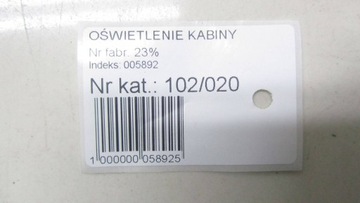 OŚWIETLENIE KABINY
Nr fabr. 23%
Indeks: 005892
Nr kat.: 102/020
1 000000 058925